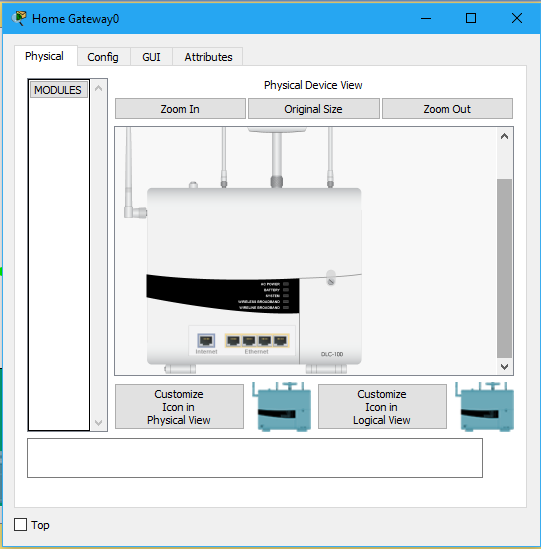 Home Gateway0
Physical
Config
GUI
Attributes
MODULES
Physical Device View
Zoom In
Original Size
Zoom Out
AC POWER
BATTERY
SYSTEM
WIRELESS BROADBAND
WIRELINE BROADBAND
Internet
Ethernet
DLC-100
Customize
Icon in
Physical View
Customize
Icon in
Logical View
Top